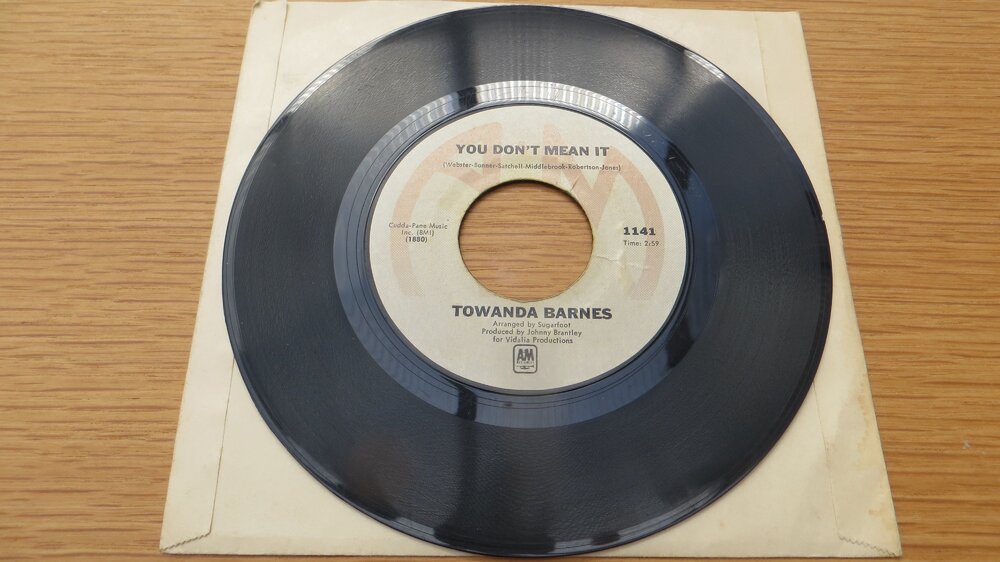 YOU DON'T MEAN IT
(Webster-Bonner-Satchell-Middlebrook-Robertson-Jones)
Cudda-Pane Music
Inc. (BMI)
(1880)
1141
Time: 2:59
TOWANDA BARNES
Arranged by Sugarfoot
Produced by Johnny Brantley
for Vidalia Productions
A&M